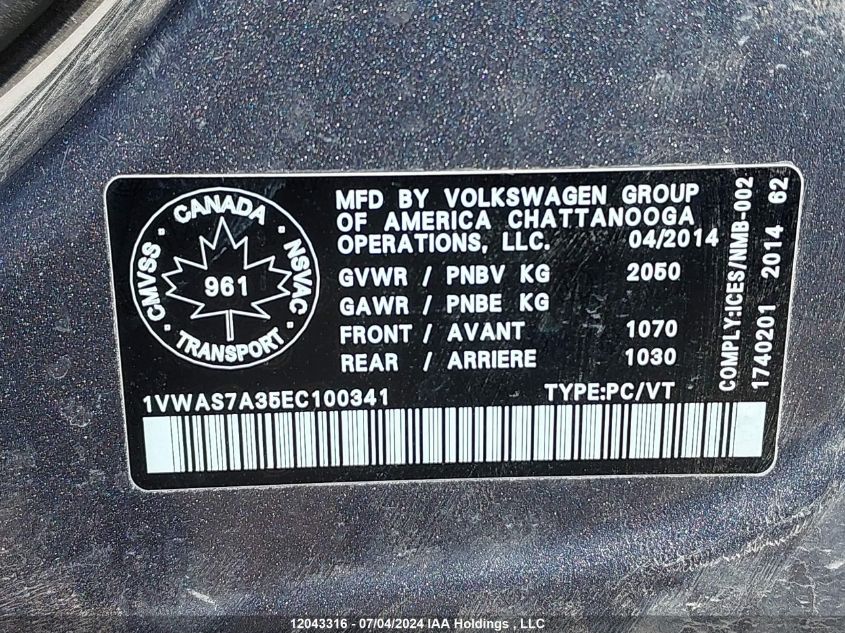 CANADA
CMVSS · NSVAC
961
TRANSPORT
MFD BY VOLKSWAGEN GROUP
OF AMERICA CHATTANOOGA
OPERATIONS, LLC. 04/2014
GVWR / PNBV KG 2050
GAWR / PNBE KG
FRONT / AVANT 1070
REAR / ARRIERE 1030
1VWAS7A35EC100341 TYPE:PC/VT
COMPLY:ICES/NMB-002
1740201 2014 62
12043316 - 07/04/2024 IAA Holdings , LLC